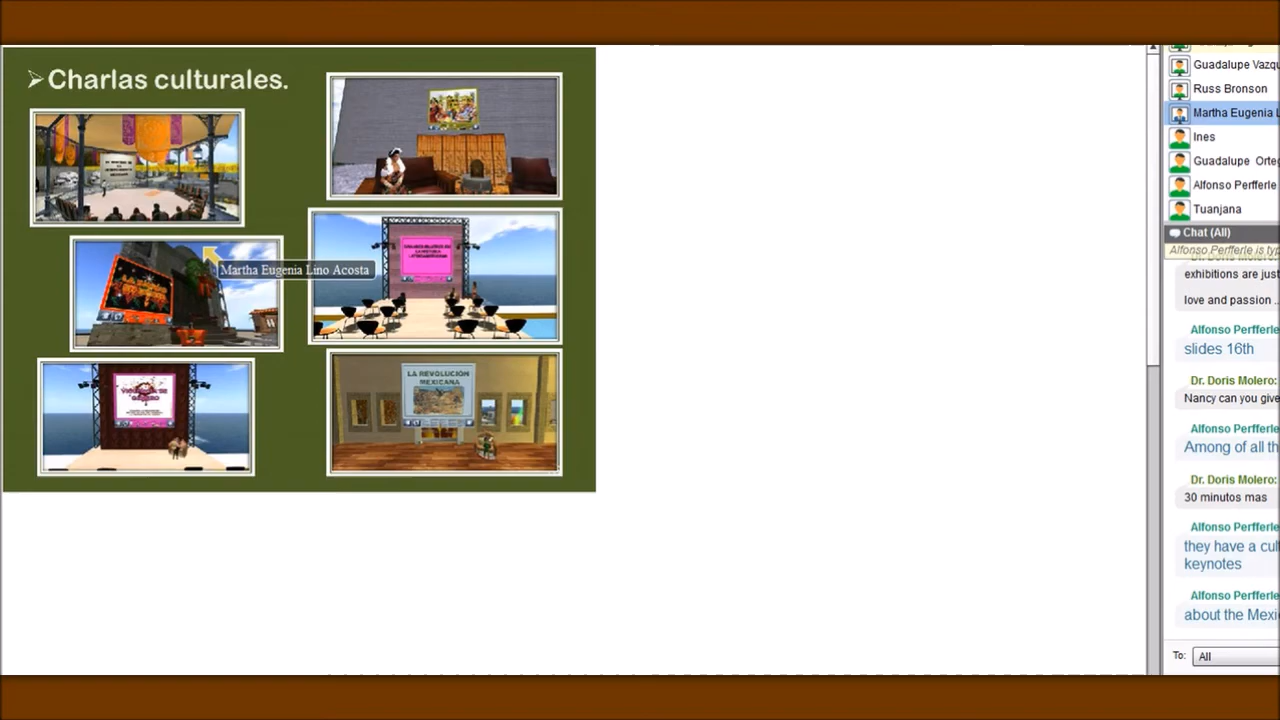 ➢Charlas culturales.
Martha Eugenia Lino Acosta
LA REVOLUCIÓN
MEXICANA
Guadalupe Vazqu
Russ Bronson
Martha Eugenia L
Ines
Guadalupe Orte
Alfonso Perfferle
Tuanjana
Chat (All)
Alfonso Perfferle is typ
exhibitions are just
love and passion .
Alfonso Perfferle
slides 16th
Dr. Doris Molero:
Nancy can you give
Alfonso Perfferle
Among of all th
Dr. Doris Molero:
30 minutos mas
Alfonso Perfferle
they have a cul
keynotes
Alfonso Perfferle
about the Mexi
To: All